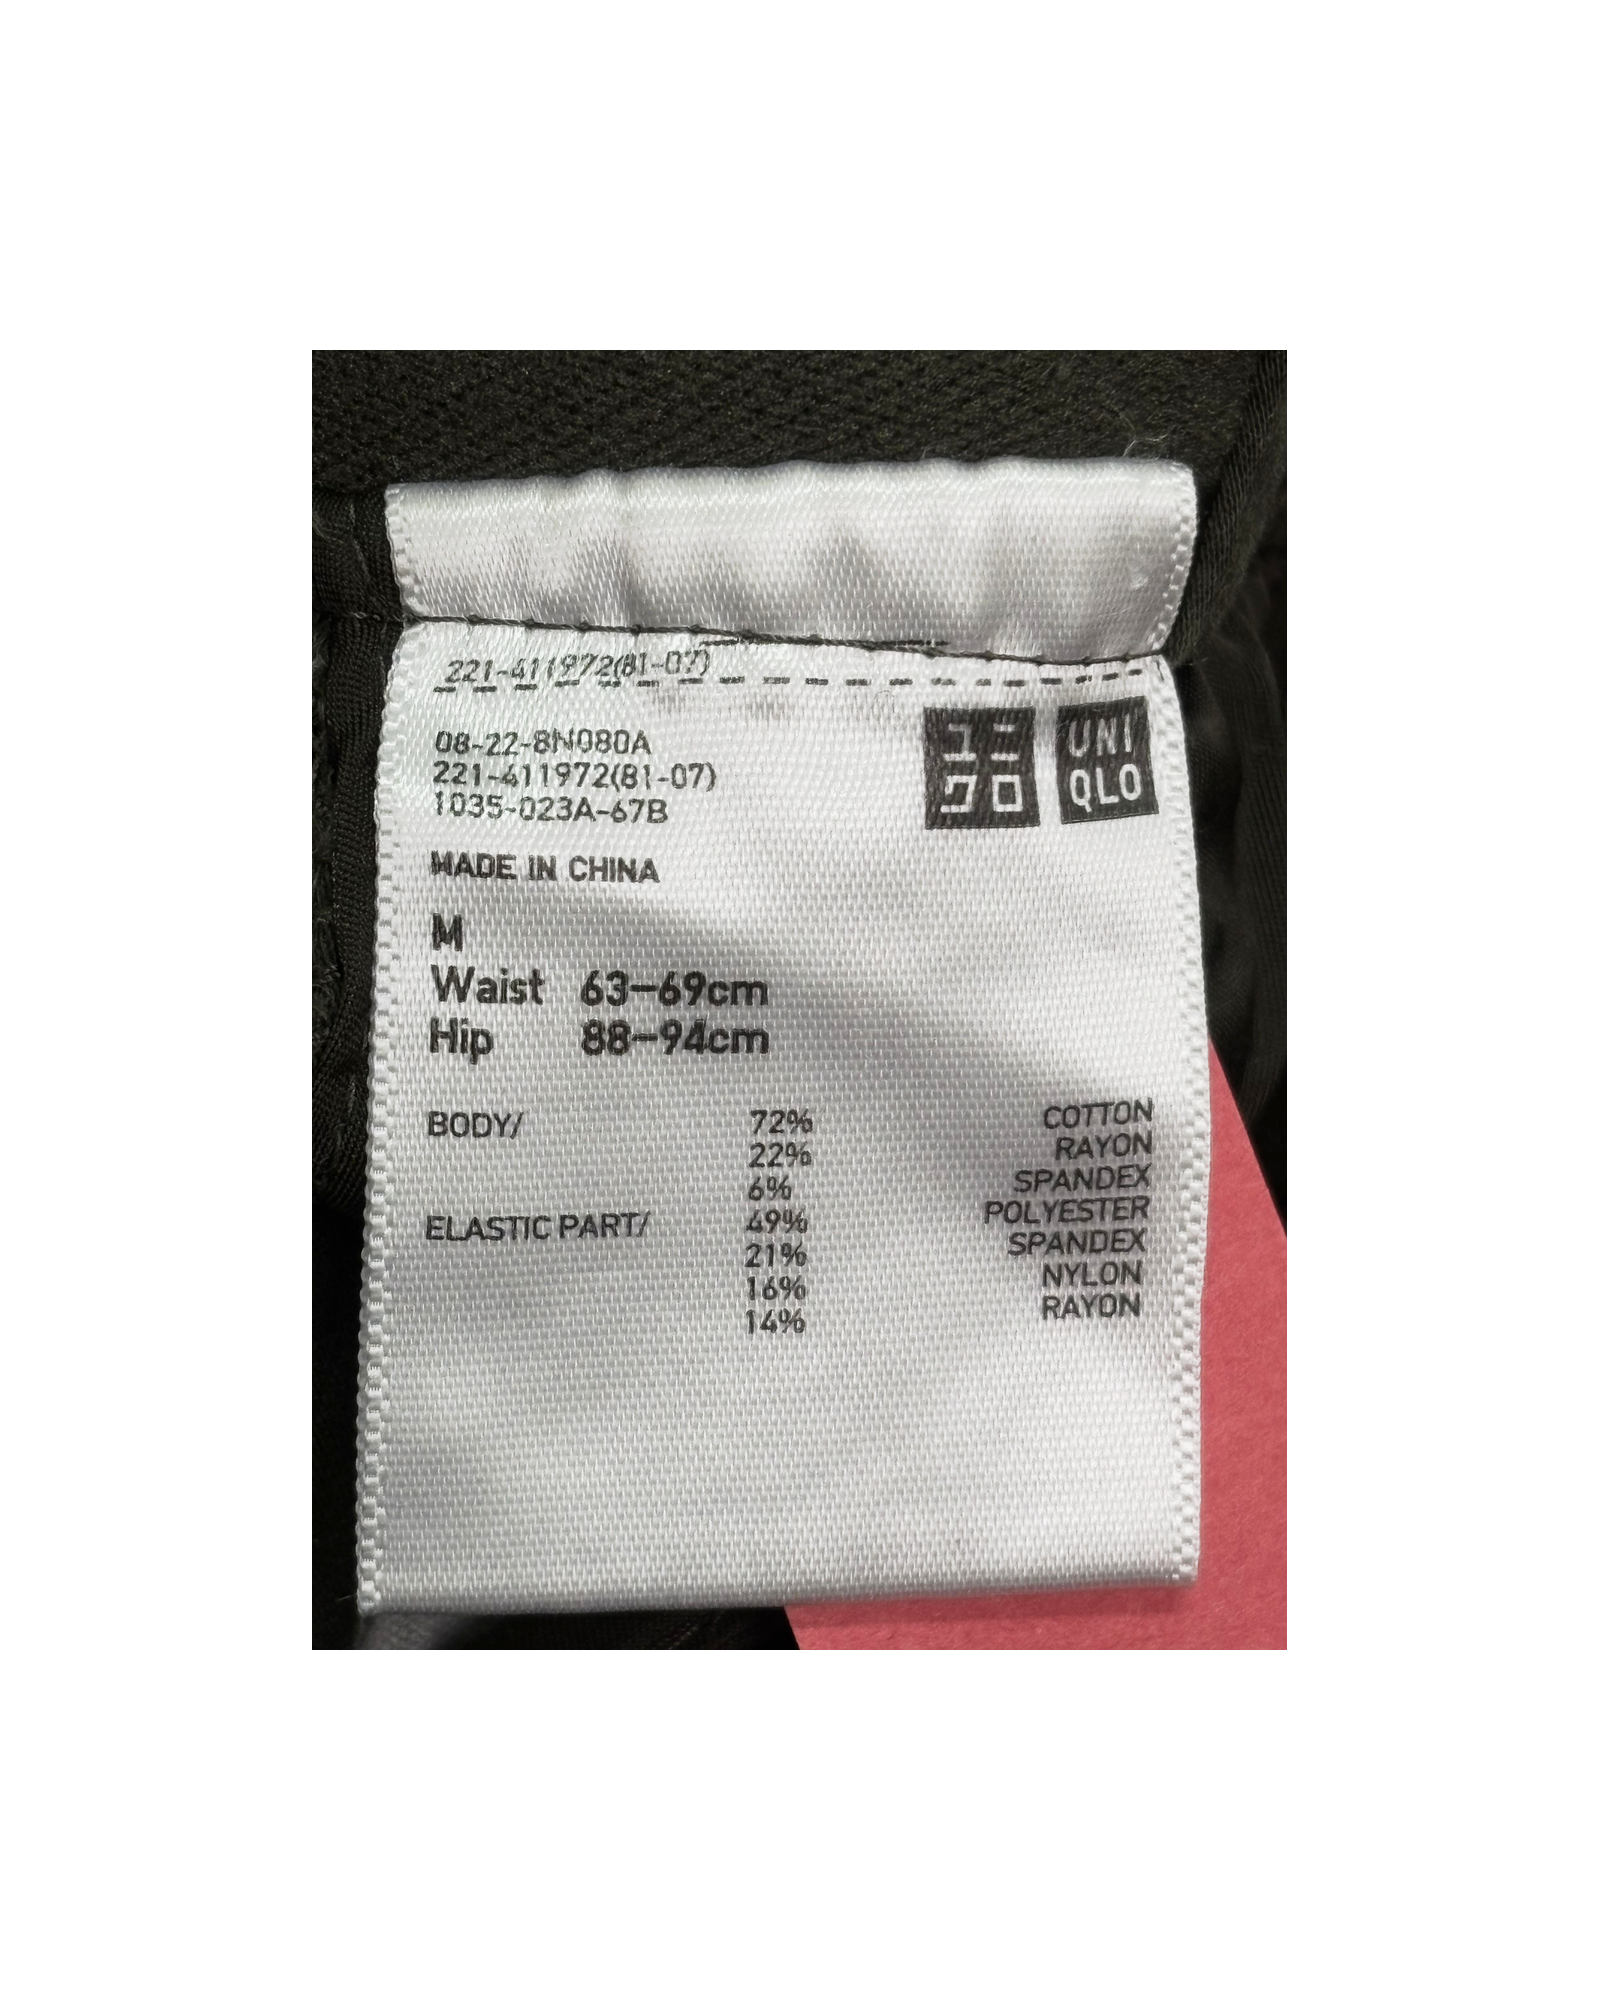 221-411972(81-07)
ユニ
クロ
UNI
QLO
08-22-8N080A
221-411972(81-07)
1035-023A-67B
MADE IN CHINA
M
Waist 63–69cm
Hip 88–94cm
BODY/ 72% COTTON
22% RAYON
6% SPANDEX
ELASTIC PART/ 49% POLYESTER
21% SPANDEX
16% NYLON
14% RAYON